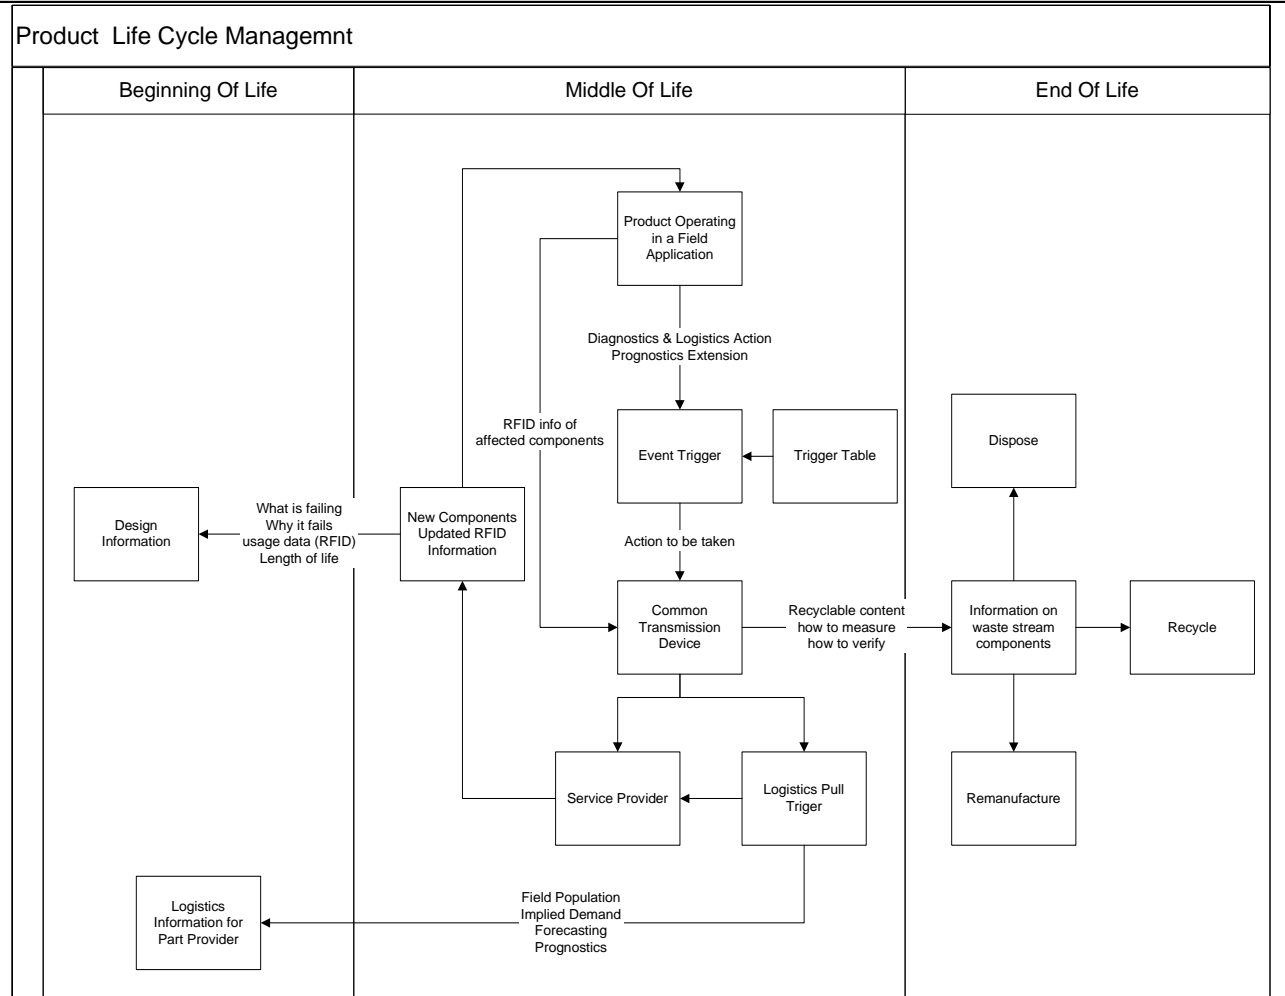 Product  Life Cycle Managemnt
Beginning Of Life
Middle Of Life
End Of Life
Product Operating
in a Field
Application
Diagnostics & Logistics Action
Prognostics Extension
RFID info of
affected components
Event Trigger
Trigger Table
Dispose
Design
Information
What is failing
Why it fails
usage data (RFID)
Length of life
New Components
Updated RFID
Information
Action to be taken
Common
Transmission
Device
Recyclable content
how to measure
how to verify
Information on
waste stream
components
Recycle
Service Provider
Logistics Pull
Triger
Remanufacture
Logistics
Information for
Part Provider
Field Population
Implied Demand
Forecasting
Prognostics